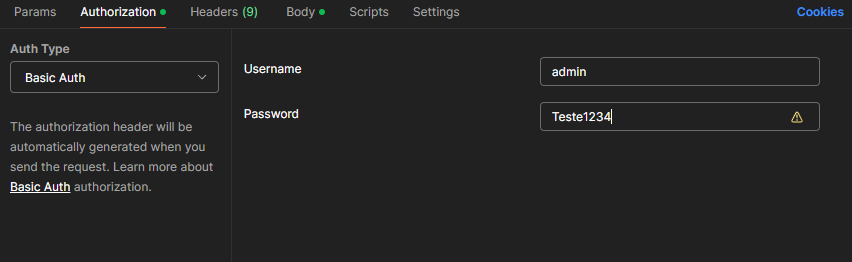 Params Authorization Headers (9) Body Scripts Settings Cookies
Auth Type
Basic Auth
The authorization header will be
automatically generated when you
send the request. Learn more about
Basic Auth authorization.
Username admin
Password Teste1234